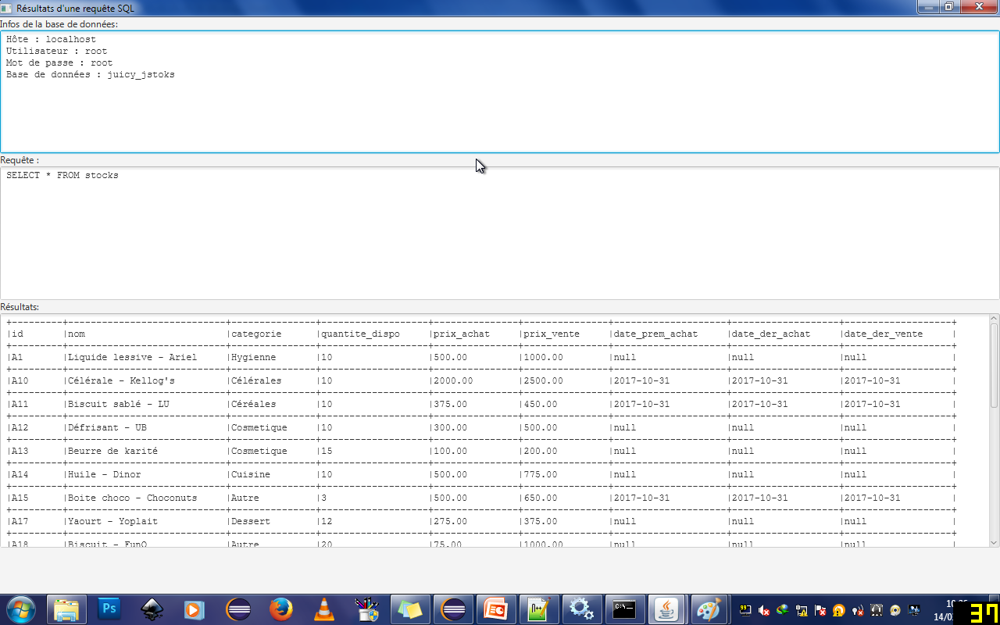 Résultats d'une requête SQL
Infos de la base de données:
Hôte : localhost
Utilisateur : root
Mot de passe : root
Base de données : juicy_jstoks
Requête :
SELECT * FROM stocks
Résultats:
|id |nom |categorie |quantite_dispo |prix_achat |prix_vente |date_prem_achat |date_der_achat |date_der_vente |
|A1 |Liquide lessive - Ariel |Hygienne |10 |500.00 |1000.00 |null |null |null |
|A10 |Célérale - Kellog's |Célérales |10 |2000.00 |2500.00 |2017-10-31 |2017-10-31 |2017-10-31 |
|A11 |Biscuit sablé - LU |Céréales |10 |375.00 |450.00 |2017-10-31 |2017-10-31 |2017-10-31 |
|A12 |Défrisant - UB |Cosmetique |10 |300.00 |500.00 |null |null |null |
|A13 |Beurre de karité |Cosmetique |15 |100.00 |200.00 |null |null |null |
|A14 |Huile - Dinor |Cuisine |10 |500.00 |775.00 |null |null |null |
|A15 |Boite choco - Choconuts |Autre |3 |500.00 |650.00 |2017-10-31 |2017-10-31 |2017-10-31 |
|A17 |Yaourt - Yoplait |Dessert |12 |275.00 |375.00 |null |null |null |
|A18 |Biscuit - FunO |Autre |20 |75.00 |1000.00 |null |null |null |
Ps
C:\
99
37